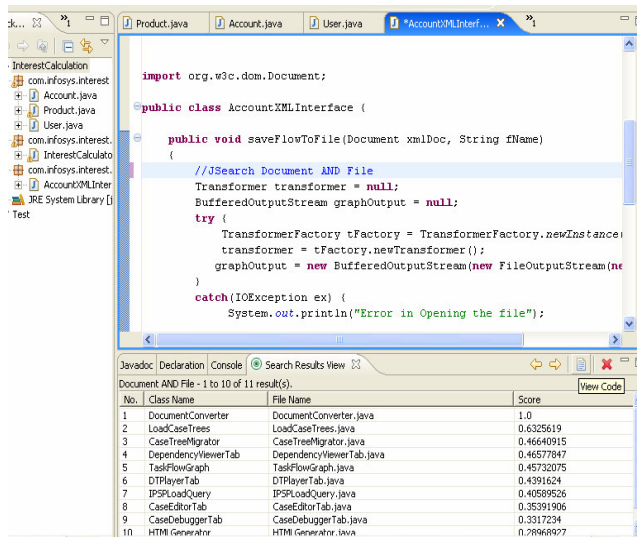 ck...
»1
Product.java Account.java User.java *AccountXMLInterf... »1
InterestCalculation
com.infosys.interest
Account.java
Product.java
User.java
com.infosys.interest.
InterestCalculato
com.infosys.interest.
AccountXMLInter
JRE System Library [j
Test
import org.w3c.dom.Document;
public class AccountXMLInterface {
public void saveFlowToFile(Document xmlDoc, String fName)
{
//JSearch Document AND File
Transformer transformer = null;
BufferedOutputStream graphOutput = null;
try {
TransformerFactory tFactory = TransformerFactory.newInstance(
transformer = tFactory.newTransformer();
graphOutput = new BufferedOutputStream(new FileOutputStream(ne
}
catch(IOException ex) {
System.out.println("Error in Opening the file");
Javadoc Declaration Console Search Results View
Document AND File - 1 to 10 of 11 result(s).
View Code
No. Class Name File Name Score
1 DocumentConverter DocumentConverter.java 1.0
2 LoadCaseTrees LoadCaseTrees.java 0.6325619
3 CaseTreeMigrator CaseTreeMigrator.java 0.46640915
4 DependencyViewerTab DependencyViewerTab.java 0.46577847
5 TaskFlowGraph TaskFlowGraph.java 0.45732075
6 DTPlayerTab DTPlayerTab.java 0.4391624
7 IPSPLoadQuery IPSPLoadQuery.java 0.40589526
8 CaseEditorTab CaseEditorTab.java 0.35391906
9 CaseDebuggerTab CaseDebuggerTab.java 0.3317234
10 HTMLGenerator HTMLGenerator.java 0.28968927